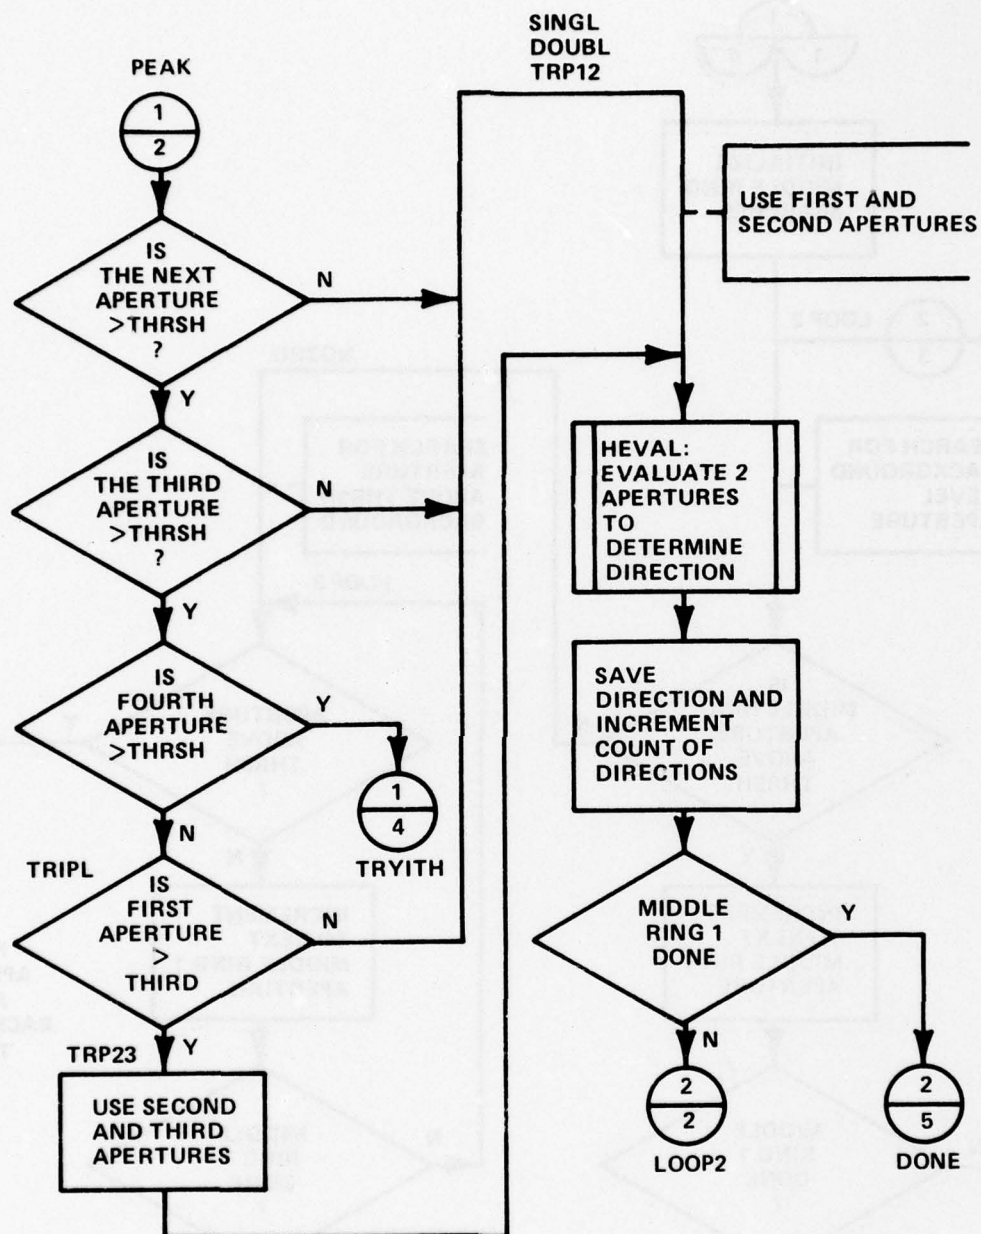 PEAK
1
2
IS
THE NEXT
APERTURE
>THRSH
?
N
Y
IS
THE THIRD
APERTURE
>THRSH
?
N
Y
IS
FOURTH
APERTURE
>THRSH
Y
1
4
TRYITH
N
TRIPL
IS
FIRST
APERTURE
>
THIRD
N
Y
TRP23
USE SECOND
AND THIRD
APERTURES
SINGL
DOUBL
TRP12
USE FIRST AND
SECOND APERTURES
HEVAL:
EVALUATE 2
APERTURES
TO
DETERMINE
DIRECTION
SAVE
DIRECTION AND
INCREMENT
COUNT OF
DIRECTIONS
MIDDLE
RING 1
DONE
Y
N
2
2
LOOP2
2
5
DONE